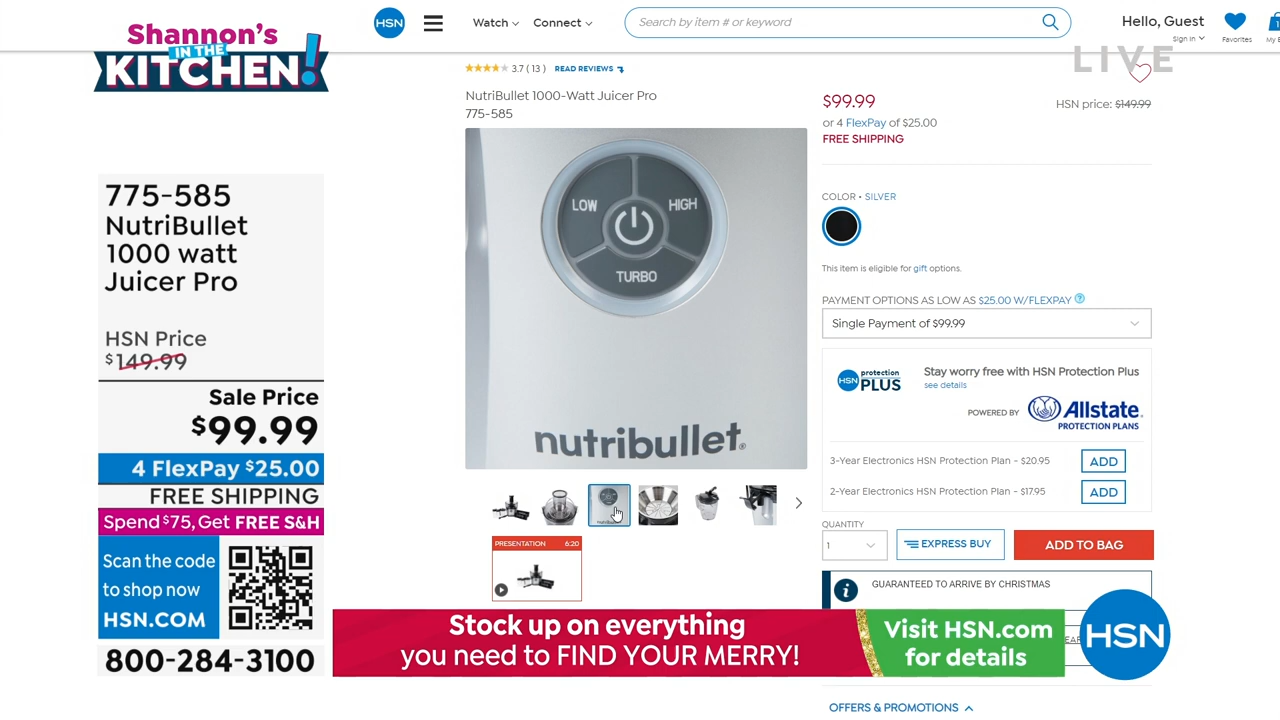 Shannon's
IN THE
KITCHEN!
HSN
Watch
Connect
Search by item # or keyword
Hello, Guest
Sign In
Favorites
LIVE
3.7 ( 13 )
READ REVIEWS
NutriBullet 1000-Watt Juicer Pro
775-585
LOW
HIGH
TURBO
nutribullet®
PRESENTATION 6:20
$99.99
HSN price: $149.99
or 4 FlexPay of $25.00
FREE SHIPPING
COLOR • SILVER
This item is eligible for gift options.
PAYMENT OPTIONS AS LOW AS $25.00 W/FLEXPAY ?
Single Payment of $99.99
HSN protection PLUS
Stay worry free with HSN Protection Plus
see details
POWERED BY
Allstate
PROTECTION PLANS
3-Year Electronics HSN Protection Plan - $20.95
ADD
2-Year Electronics HSN Protection Plan - $17.95
ADD
QUANTITY
1
EXPRESS BUY
ADD TO BAG
GUARANTEED TO ARRIVE BY CHRISTMAS
OFFERS & PROMOTIONS
775-585
NutriBullet
1000 watt
Juicer Pro
HSN Price
$149.99
Sale Price
$99.99
4 FlexPay $25.00
FREE SHIPPING
Spend $75, Get FREE S&H
Scan the code
to shop now
HSN.COM
800-284-3100
Stock up on everything
you need to FIND YOUR MERRY!
Visit HSN.com
for details
HSN